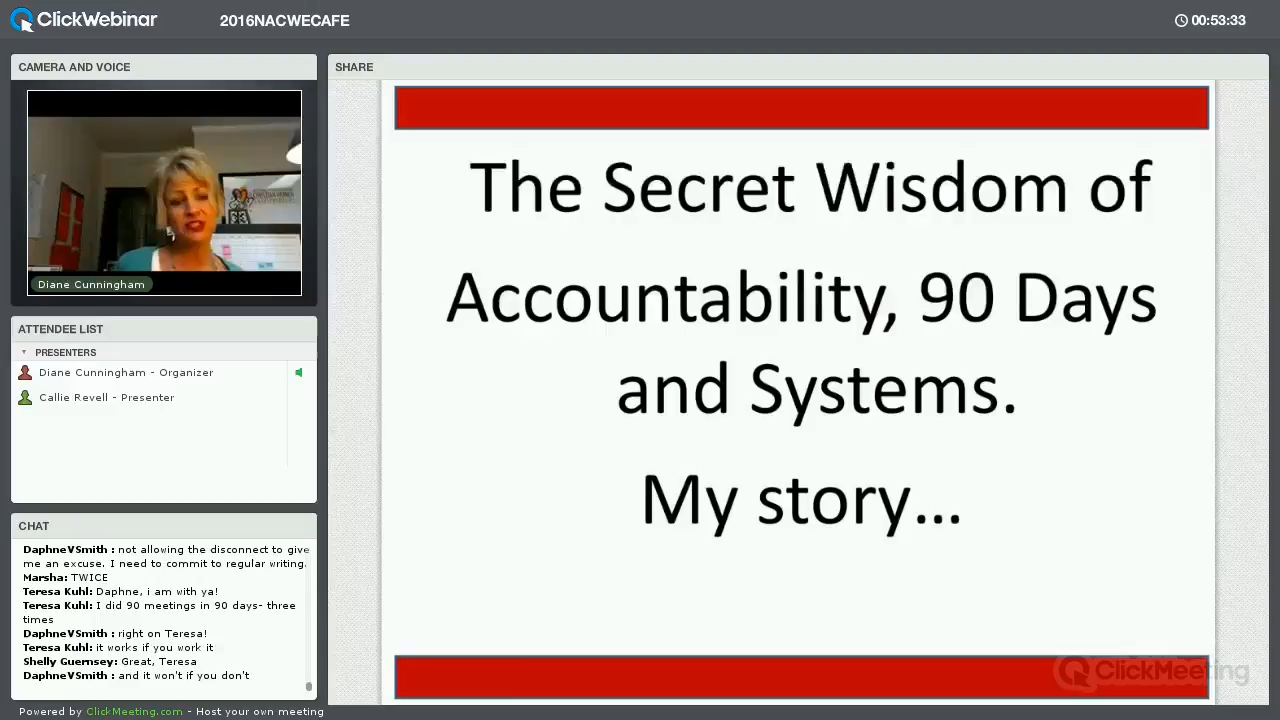 ClickWebinar
2016NACWECAFE
00:53:33
CAMERA AND VOICE
Diane Cunningham
ATTENDEE LIST
PRESENTERS
Diane Cunningham - Organizer
Callie Revell - Presenter
CHAT
DaphneVSmith : not allowing the disconnect to give
me an excuse. I need to commit to regular writing.
Marsha: TWICE
Teresa Kuhl: Daphne, i am with ya!
Teresa Kuhl: I did 90 meetings in 90 days- three
times
DaphneVSmith : right on Teresa!
Teresa Kuhl: it works if you work it
Shelly Guernsey: Great, Teresa
DaphneVSmith : and it won't if you don't
Powered by ClickMeeting.com - Host your own meeting
SHARE
The Secret Wisdom of
Accountability, 90 Days
and Systems.
My story...
ClickMeeting